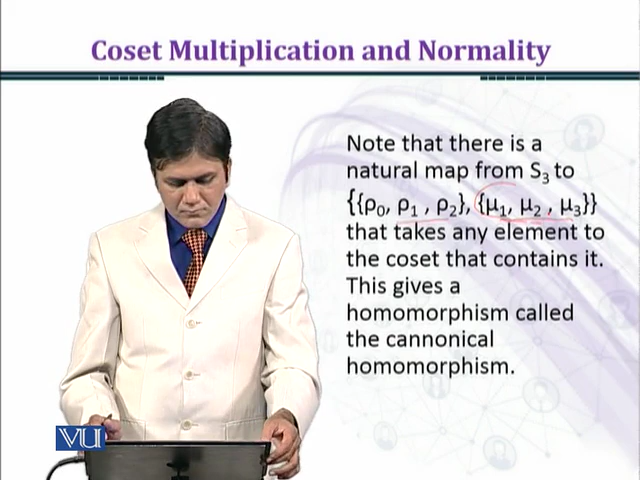 Coset Multiplication and Normality
Note that there is a
natural map from S₃ to
{{ρ₀, ρ₁ , ρ₂}, {μ₁, μ₂ , μ₃}}
that takes any element to
the coset that contains it.
This gives a
homomorphism called
the cannonical
homomorphism.
VU